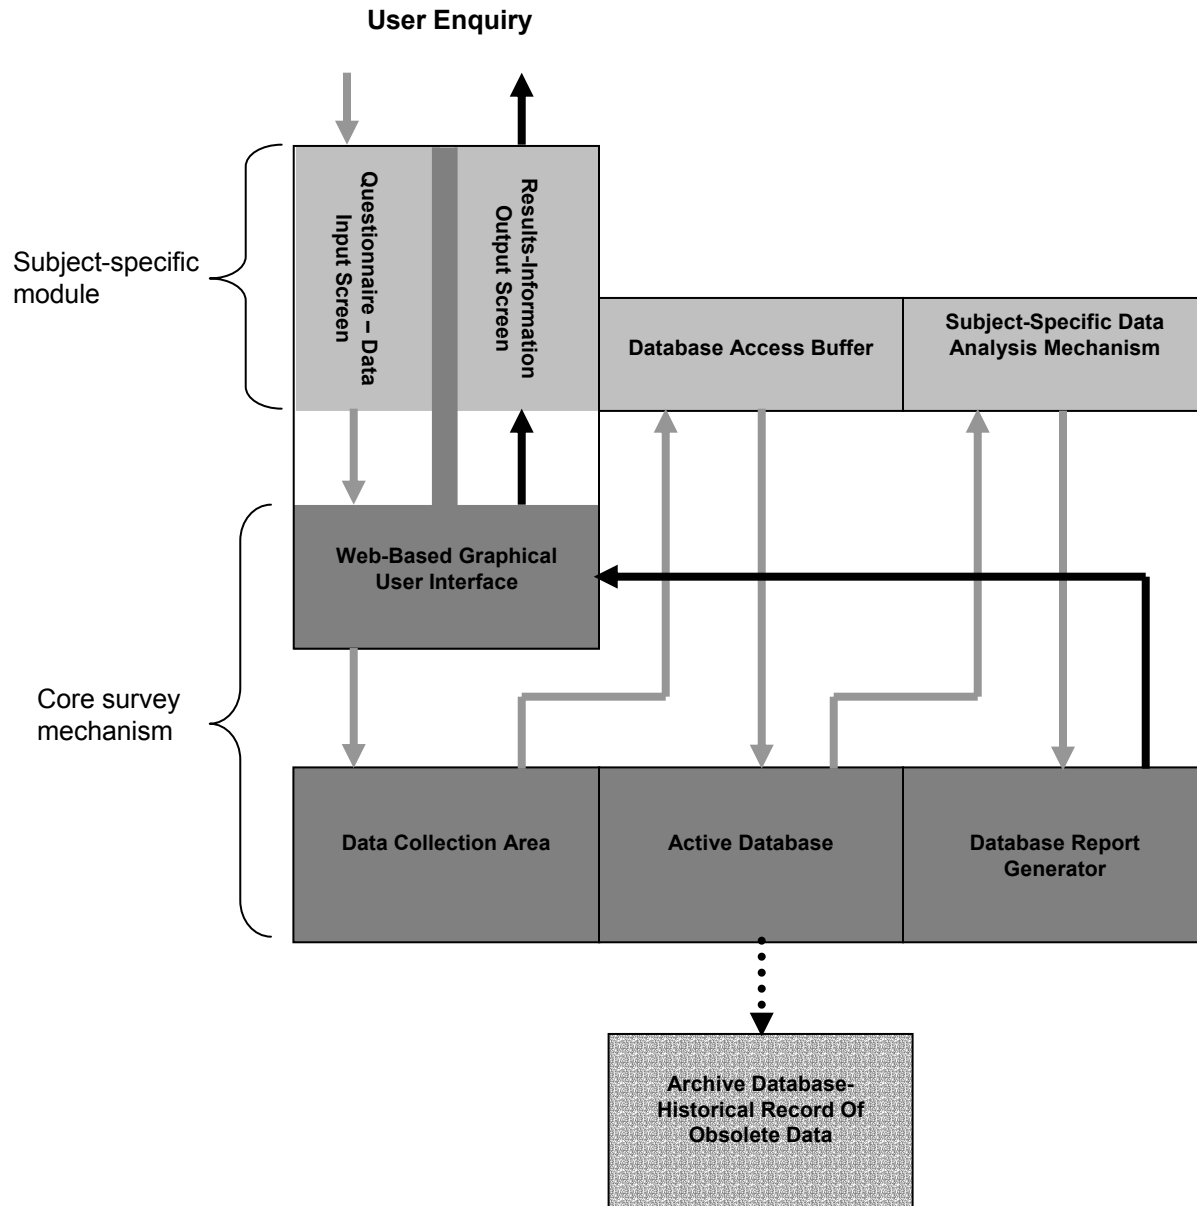 User Enquiry
Questionnaire – Data
Input Screen
Results-Information
Output Screen
Subject-specific
module
Database Access Buffer
Subject-Specific Data
Analysis Mechanism
Web-Based Graphical
User Interface
Core survey
mechanism
Data Collection Area
Active Database
Database Report
Generator
Archive Database-
Historical Record Of
Obsolete Data